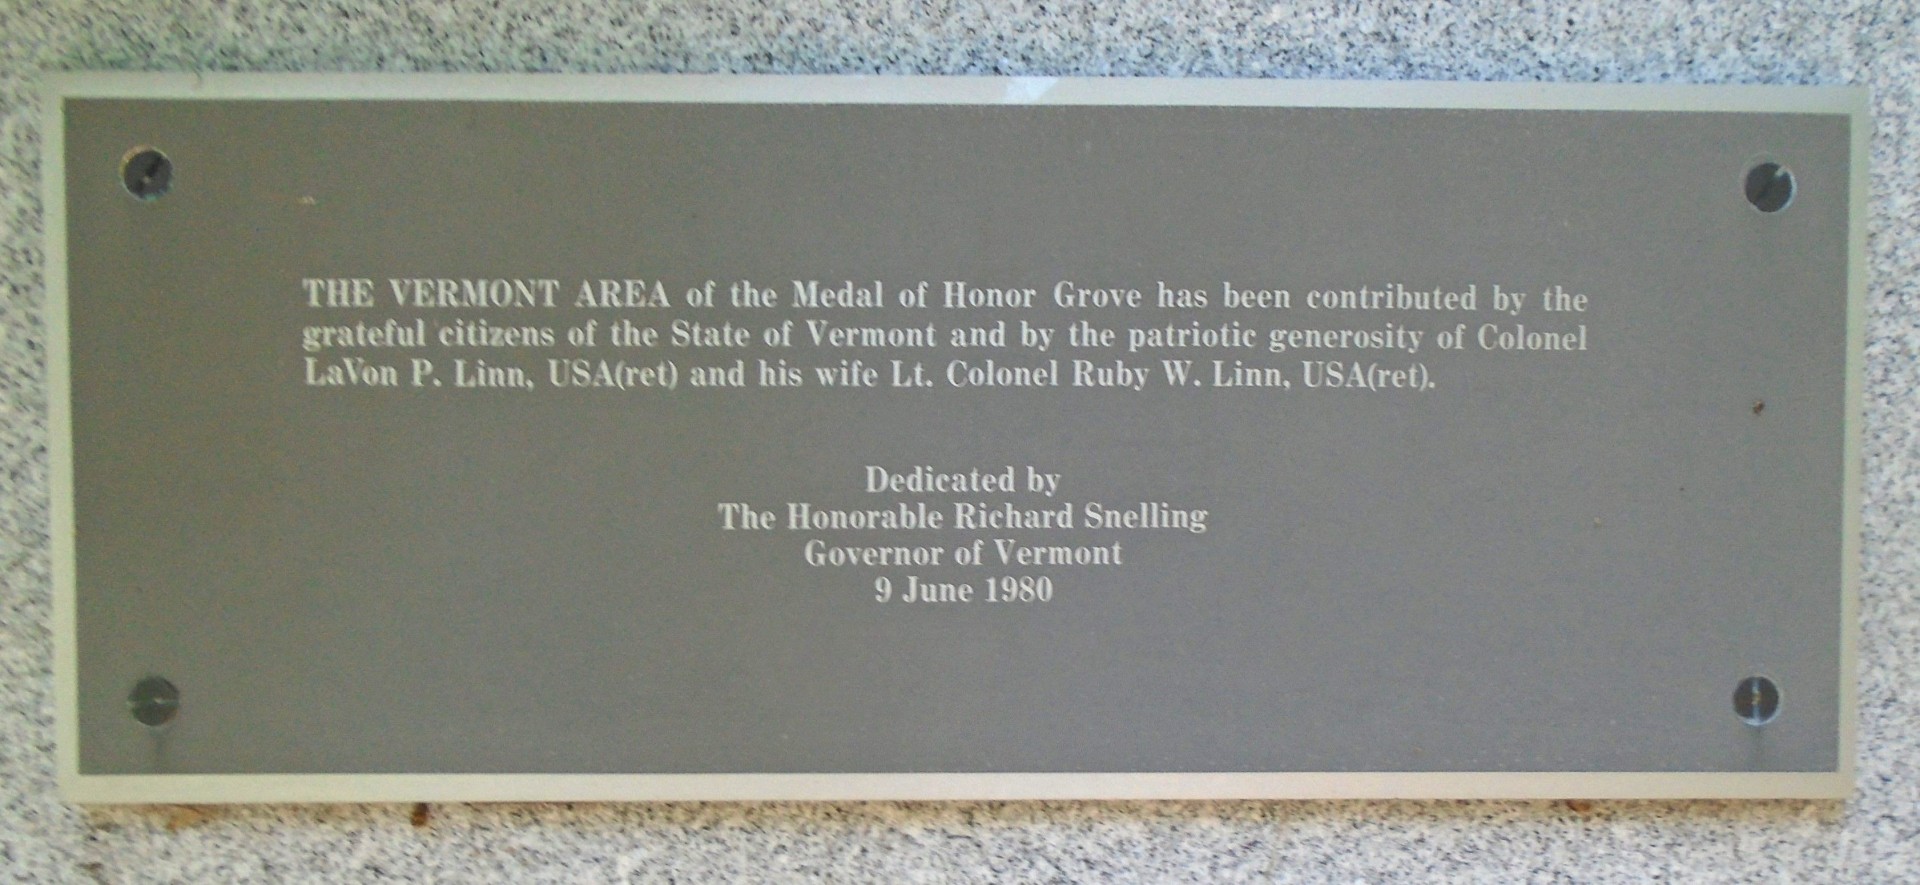 THE VERMONT AREA of the Medal of Honor Grove has been contributed by the
grateful citizens of the State of Vermont and by the patriotic generosity of Colonel
LaVon P. Linn, USA(ret) and his wife Lt. Colonel Ruby W. Linn, USA(ret).
Dedicated by
The Honorable Richard Snelling
Governor of Vermont
9 June 1980